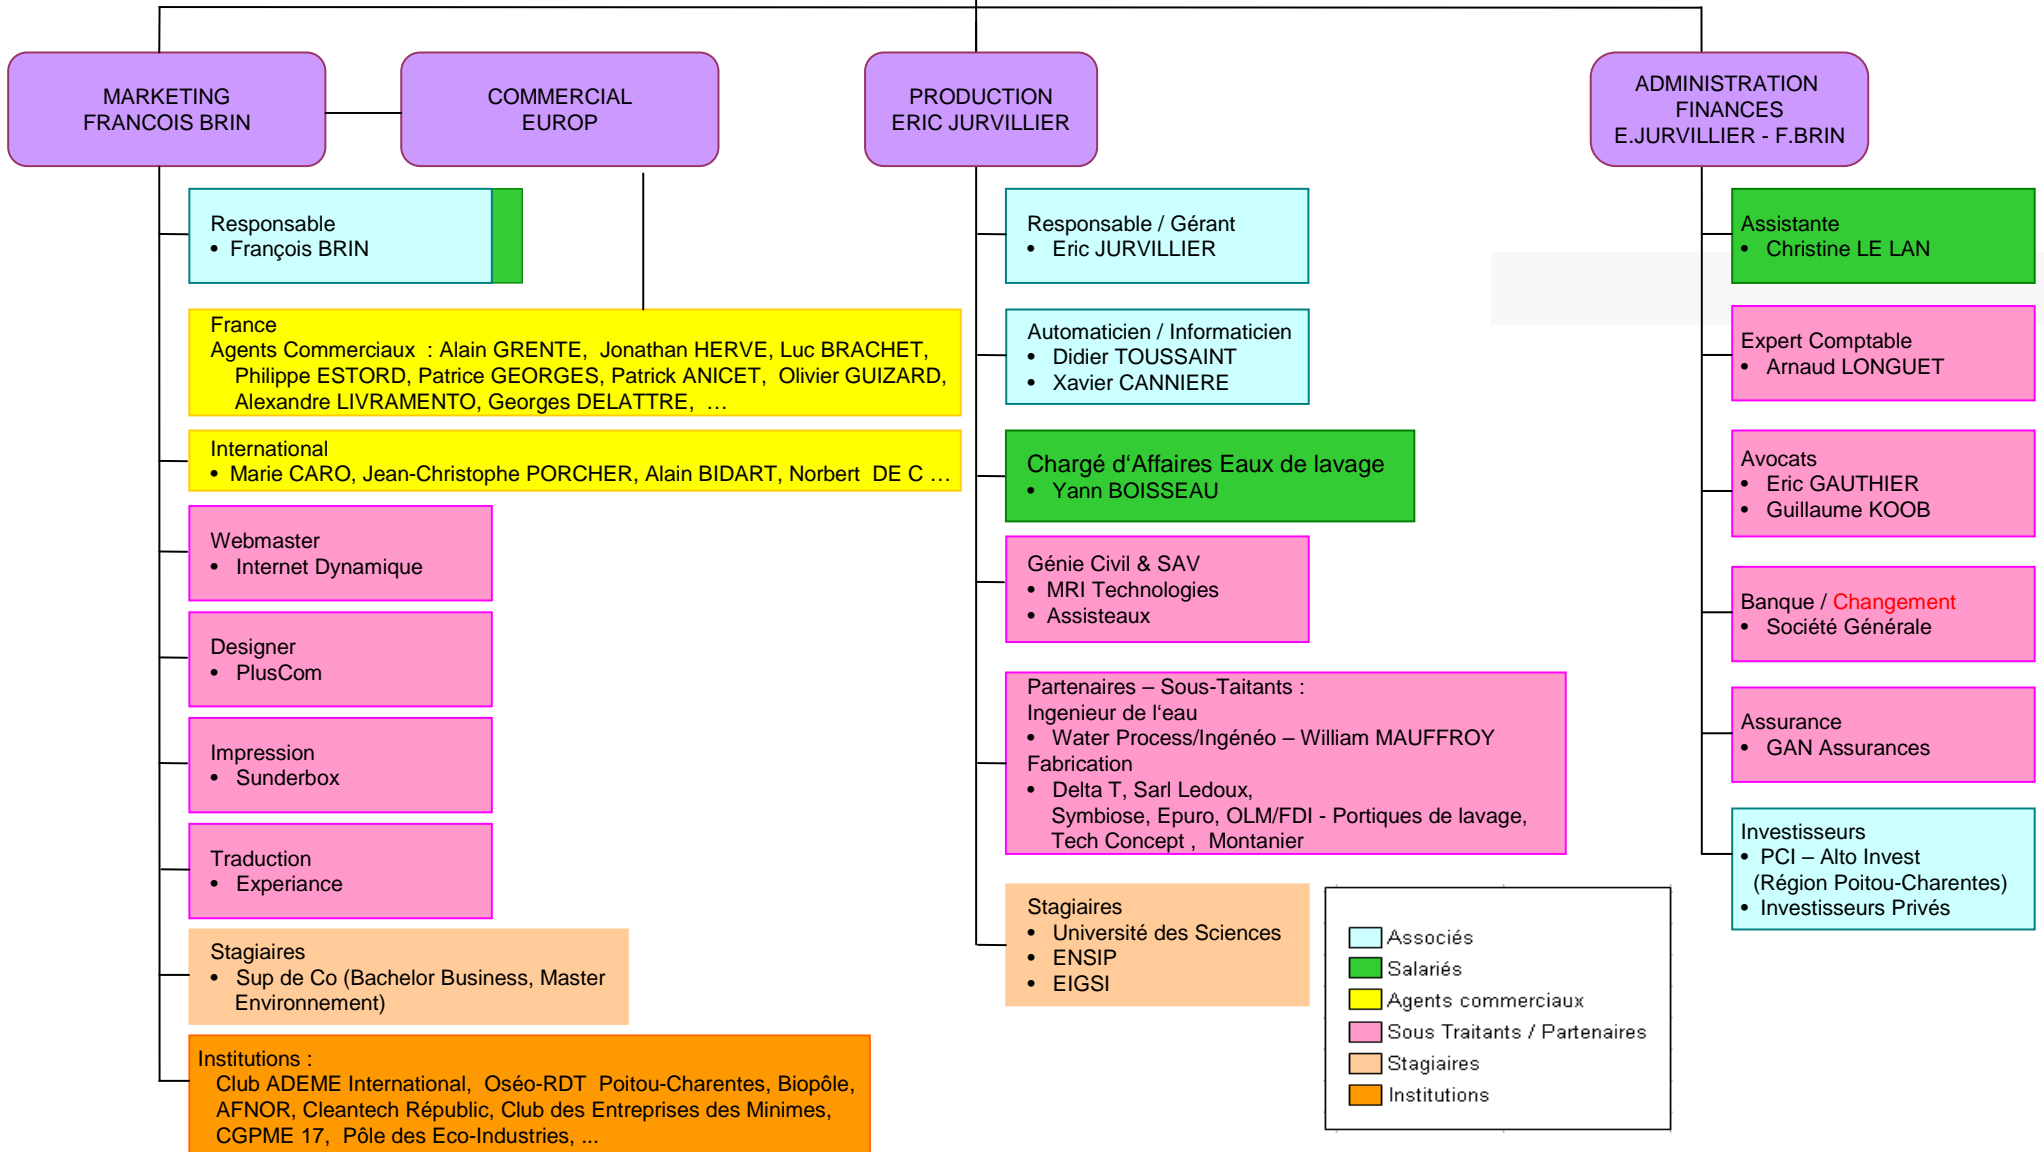 MARKETING
FRANCOIS BRIN
COMMERCIAL
EUROP
PRODUCTION
ERIC JURVILLIER
ADMINISTRATION
FINANCES
E.JURVILLIER - F.BRIN
Responsable
• François BRIN
France
Agents Commerciaux : Alain GRENTE, Jonathan HERVE, Luc BRACHET,
Philippe ESTORD, Patrice GEORGES, Patrick ANICET, Olivier GUIZARD,
Alexandre LIVRAMENTO, Georges DELATTRE, …
International
• Marie CARO, Jean-Christophe PORCHER, Alain BIDART, Norbert DE C …
Webmaster
• Internet Dynamique
Designer
• PlusCom
Impression
• Sunderbox
Traduction
• Experiance
Stagiaires
• Sup de Co (Bachelor Business, Master
Environnement)
Institutions :
Club ADEME International, Oséo-RDT Poitou-Charentes, Biopôle,
AFNOR, Cleantech Républic, Club des Entreprises des Minimes,
CGPME 17, Pôle des Eco-Industries, ...
Responsable / Gérant
• Eric JURVILLIER
Automaticien / Informaticien
• Didier TOUSSAINT
• Xavier CANNIERE
Chargé d‘Affaires Eaux de lavage
• Yann BOISSEAU
Génie Civil & SAV
• MRI Technologies
• Assisteaux
Partenaires – Sous-Taitants :
Ingenieur de l‘eau
• Water Process/Ingénéo – William MAUFFROY
Fabrication
• Delta T, Sarl Ledoux,
Symbiose, Epuro, OLM/FDI - Portiques de lavage,
Tech Concept , Montanier
Stagiaires
• Université des Sciences
• ENSIP
• EIGSI
Assistante
• Christine LE LAN
Expert Comptable
• Arnaud LONGUET
Avocats
• Eric GAUTHIER
• Guillaume KOOB
Banque / Changement
• Société Générale
Assurance
• GAN Assurances
Investisseurs
• PCI – Alto Invest
(Région Poitou-Charentes)
• Investisseurs Privés
Associés
Salariés
Agents commerciaux
Sous Traitants / Partenaires
Stagiaires
Institutions